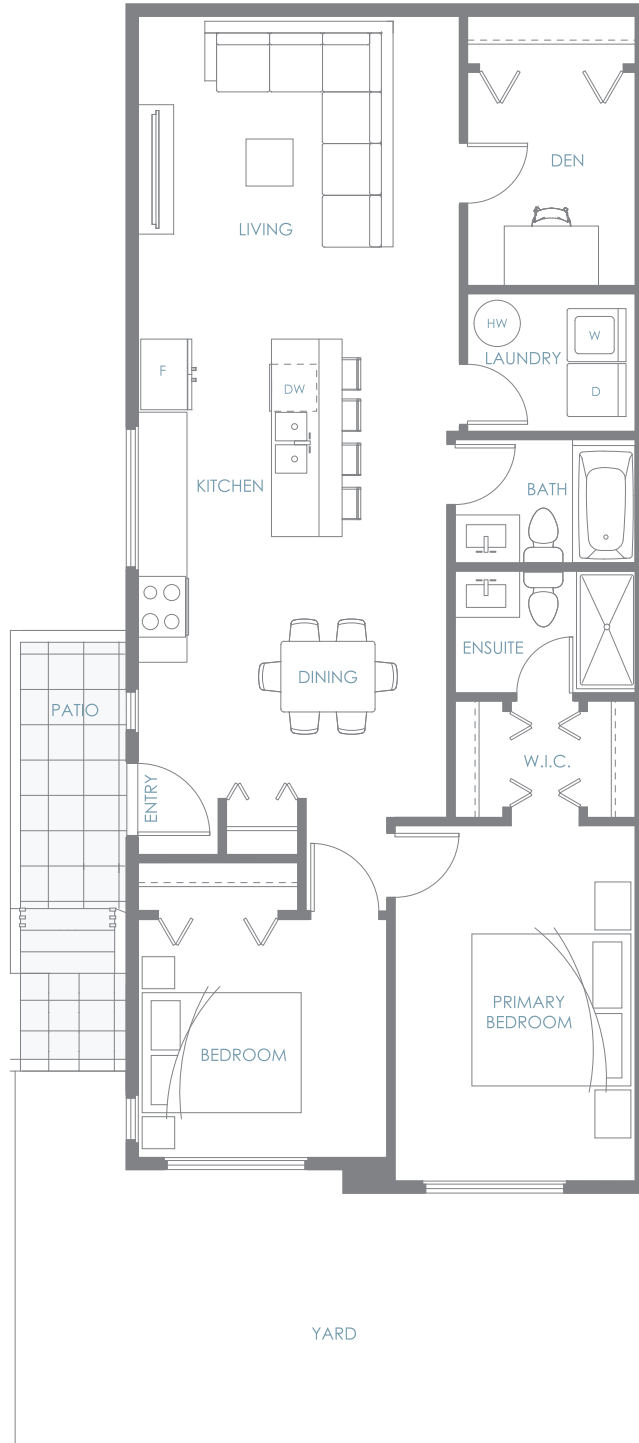 DEN
LIVING
HW
W
LAUNDRY
F
DW
D
KITCHEN
BATH
ENSUITE
DINING
PATIO
W.I.C.
ENTRY
PRIMARY
BEDROOM
BEDROOM
YARD